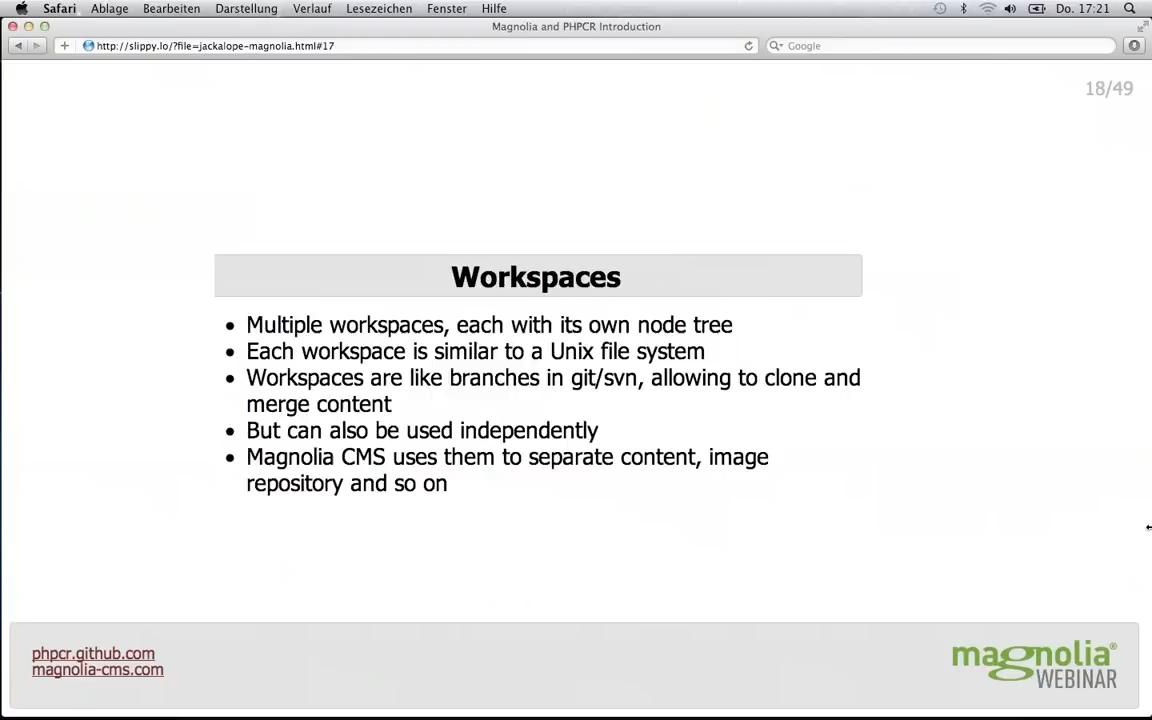 Safari Ablage Bearbeiten Darstellung Verlauf Lesezeichen Fenster Hilfe Do. 17:21
Magnolia and PHPCR Introduction
http://slippy.lo/?file=jackalope-magnolia.html#17 Google
18/49
Workspaces
• Multiple workspaces, each with its own node tree
• Each workspace is similar to a Unix file system
• Workspaces are like branches in git/svn, allowing to clone and
merge content
• But can also be used independently
• Magnolia CMS uses them to separate content, image
repository and so on
phpcr.github.com
magnolia-cms.com
magnolia®
WEBINAR